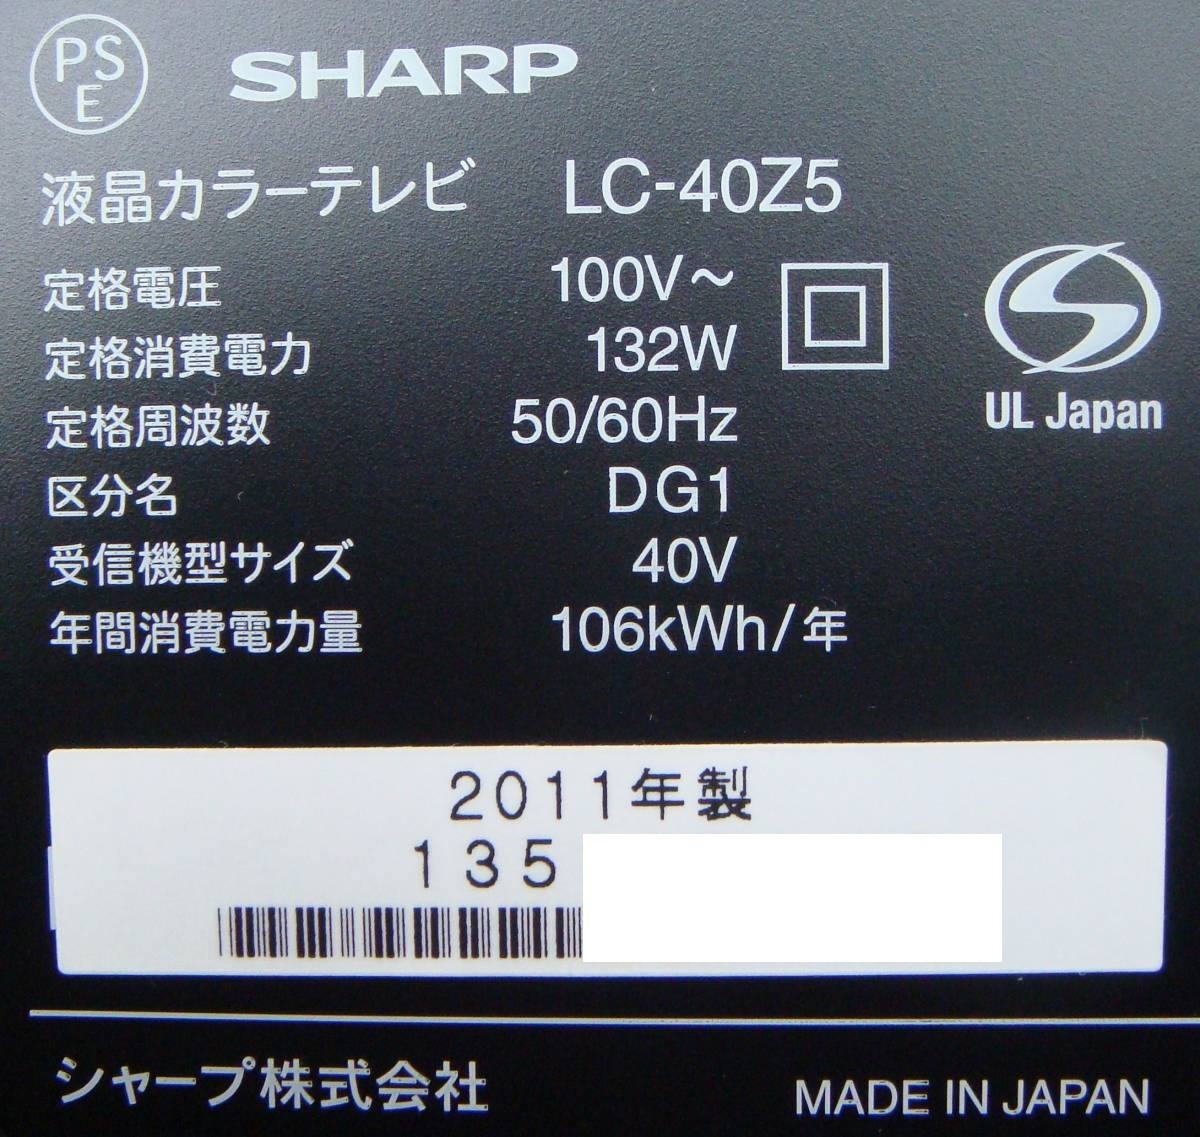 PSE SHARP
液晶カラーテレビ LC-40Z5
定格電圧 100V～
定格消費電力 132W
定格周波数 50/60Hz
区分名 DG1
受信機型サイズ 40V
年間消費電力量 106kWh/年
UL Japan
2011年製
135
シャープ株式会社 MADE IN JAPAN